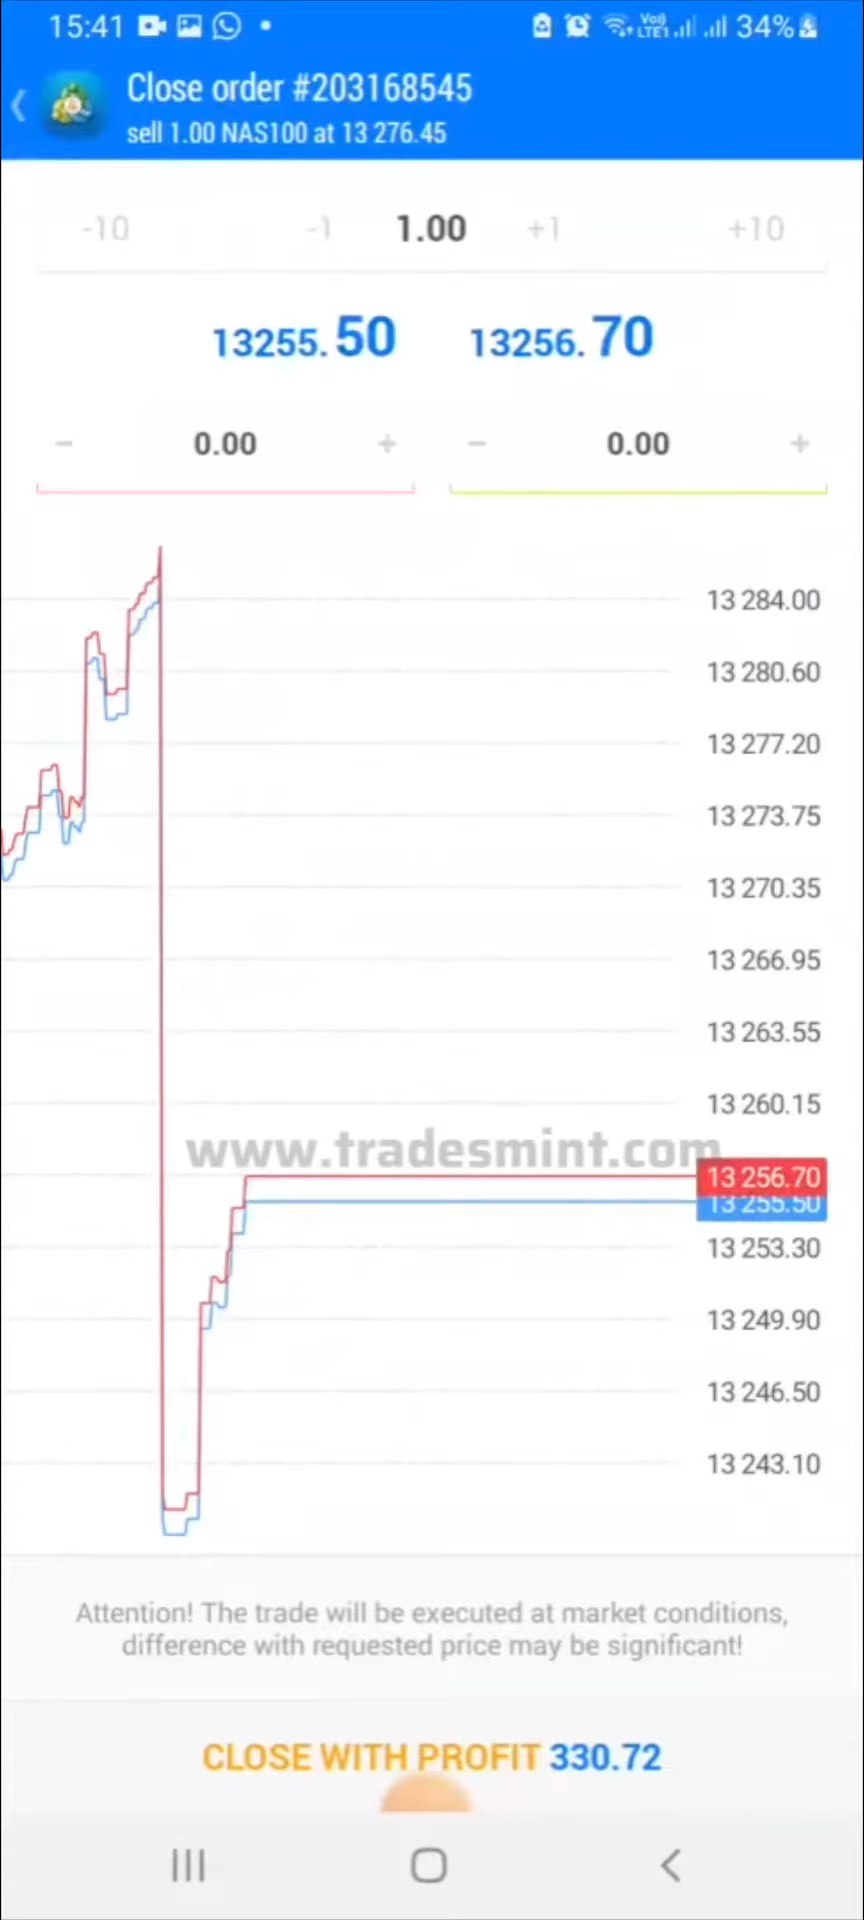 15:41 34%
Vo)) LTE1
Close order #203168545
sell 1.00 NAS100 at 13 276.45
-10 -1 1.00 +1 +10
13255.50 13256.70
− 0.00 + − 0.00 +
13 284.00
13 280.60
13 277.20
13 273.75
13 270.35
13 266.95
13 263.55
13 260.15
www.tradesmint.com
13 256.70
13 255.50
13 253.30
13 249.90
13 246.50
13 243.10
Attention! The trade will be executed at market conditions,
difference with requested price may be significant!
CLOSE WITH PROFIT 330.72